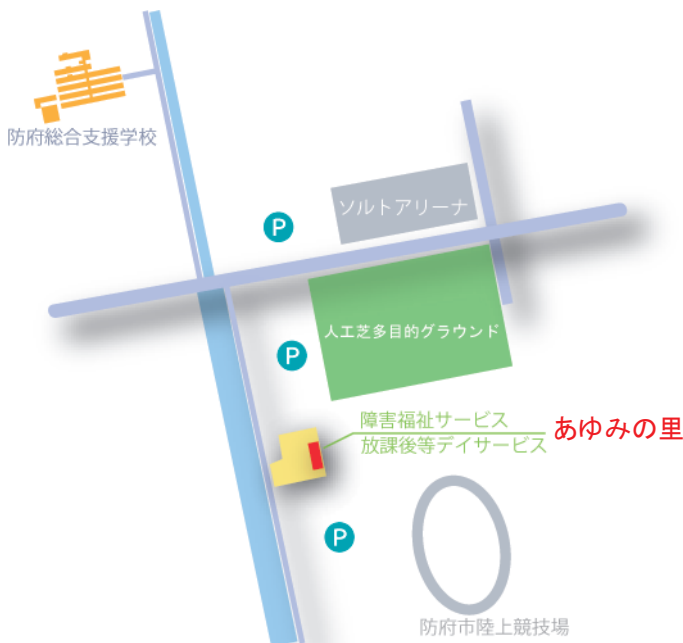 防府総合支援学校
ソルトアリーナ
P
人工芝多目的グラウンド
P
障害福祉サービス
放課後等デイサービス
あゆみの里
P
防府市陸上競技場